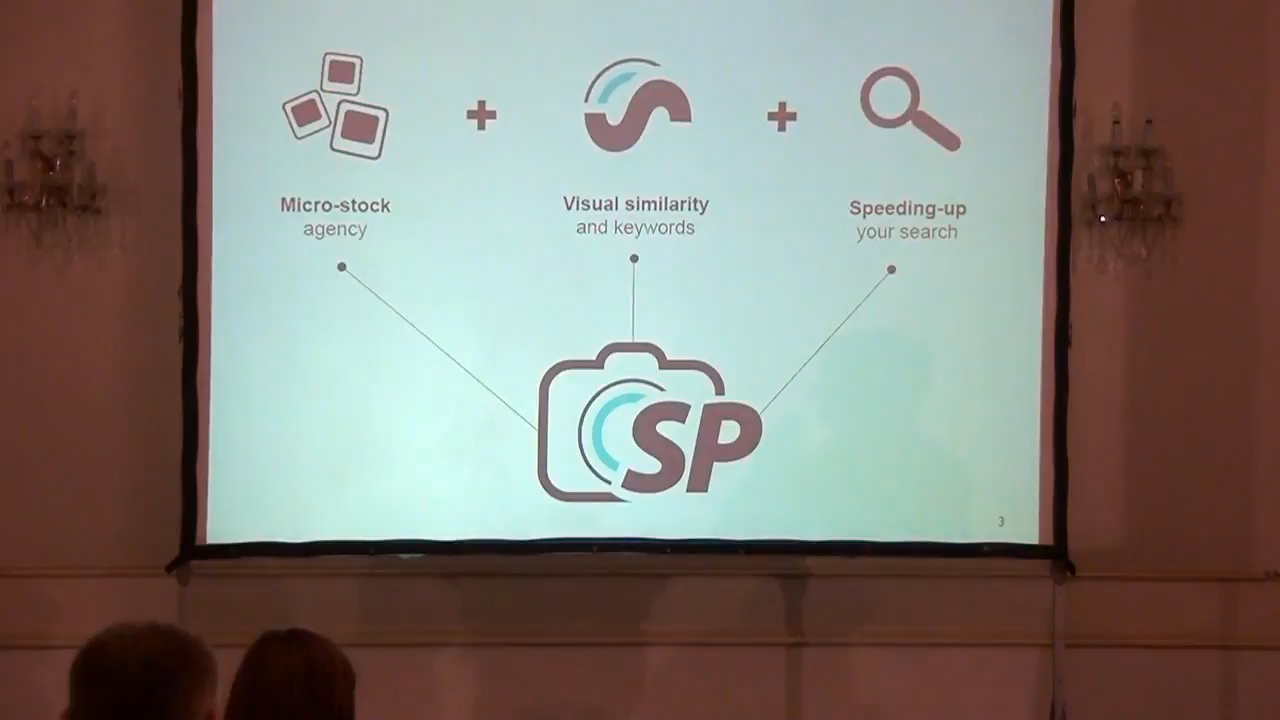 +
+
Micro-stock
agency
Visual similarity
and keywords
Speeding-up
your search
SP
3